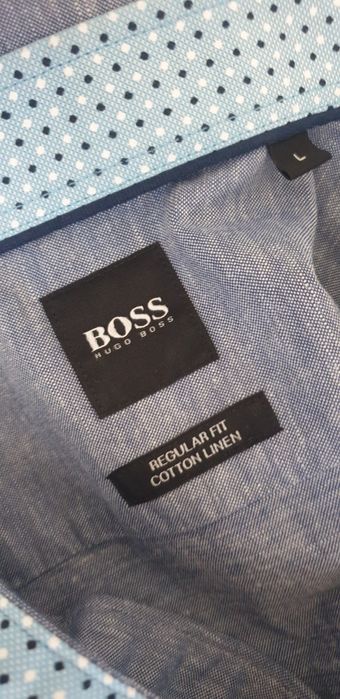 L
BOSS
HUGO BOSS
REGULAR FIT
COTTON LINEN